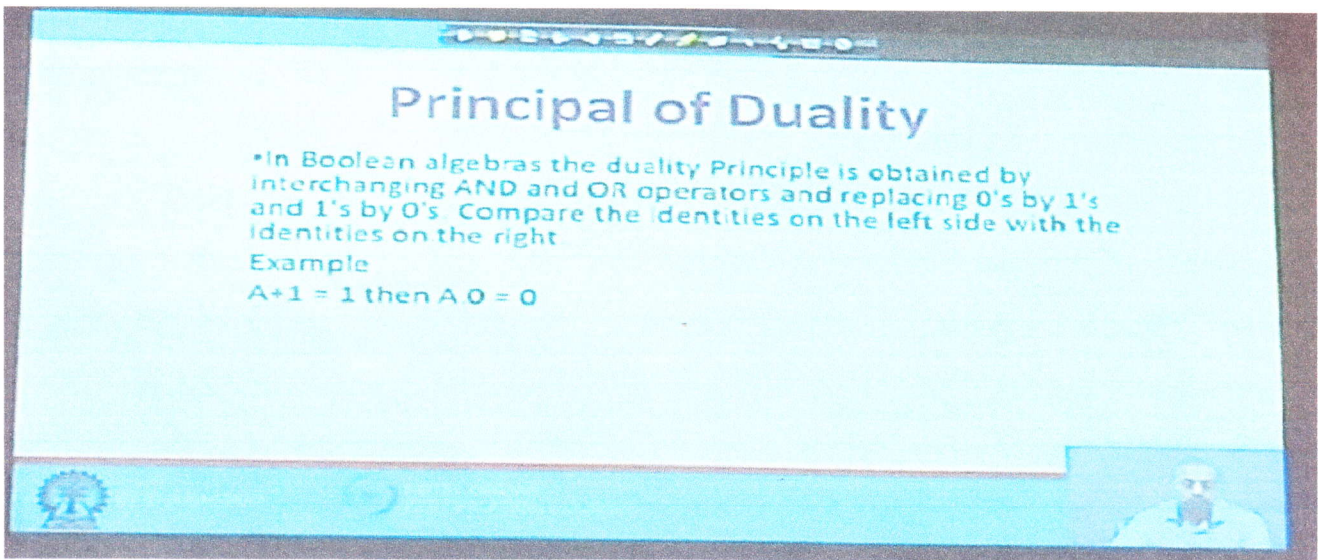 Principal of Duality
•In Boolean algebras the duality Principle is obtained by
interchanging AND and OR operators and replacing 0's by 1's
and 1's by 0's. Compare the identities on the left side with the
identities on the right
Example
A+1 = 1 then A.0 = 0